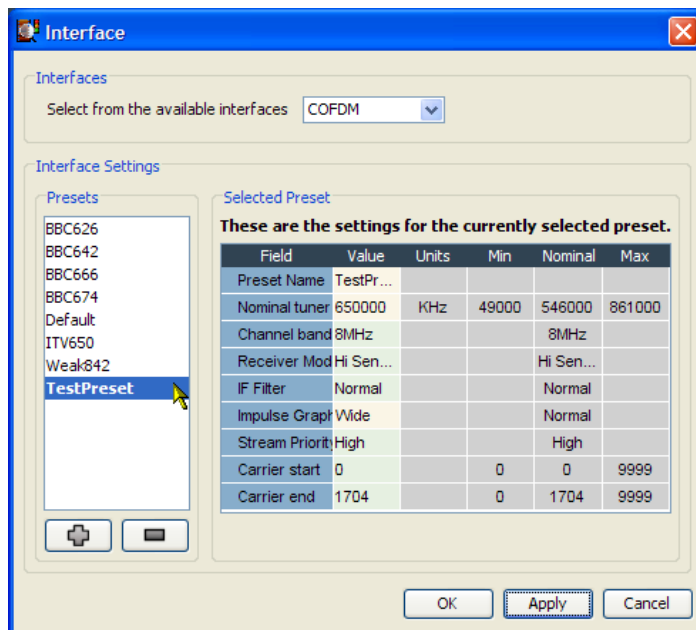 Interface
Interfaces
Select from the available interfaces COFDM
Interface Settings
Presets
BBC626
BBC642
BBC666
BBC674
Default
ITV650
Weak842
TestPreset
Selected Preset
These are the settings for the currently selected preset.
Field Value Units Min Nominal Max
Preset Name TestPr...
Nominal tuner 650000 KHz 49000 546000 861000
Channel band 8MHz 8MHz
Receiver Mod Hi Sen... Hi Sen...
IF Filter Normal Normal
Impulse Graph Wide Normal
Stream Priority High High
Carrier start 0 0 0 9999
Carrier end 1704 0 1704 9999
OK Apply Cancel